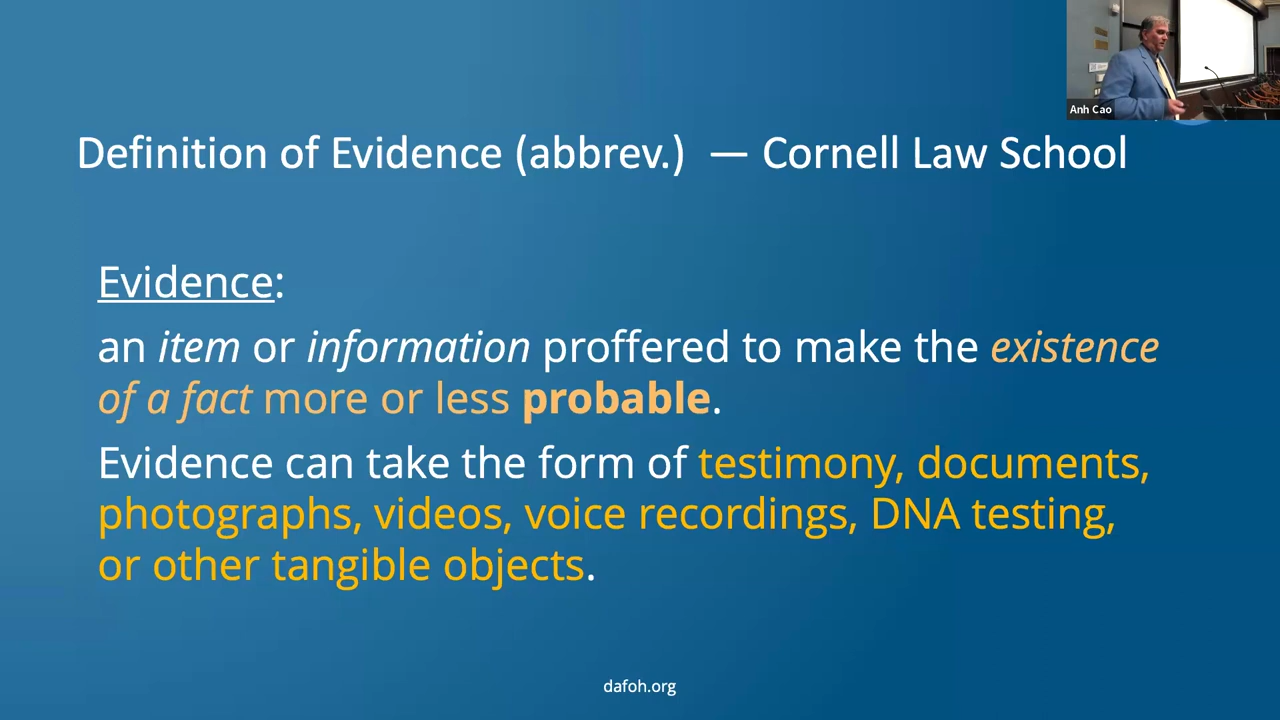 Anh Cao
Definition of Evidence (abbrev.) — Cornell Law School
Evidence:
an item or information proffered to make the existence
of a fact more or less probable.
Evidence can take the form of testimony, documents,
photographs, videos, voice recordings, DNA testing,
or other tangible objects.
dafoh.org